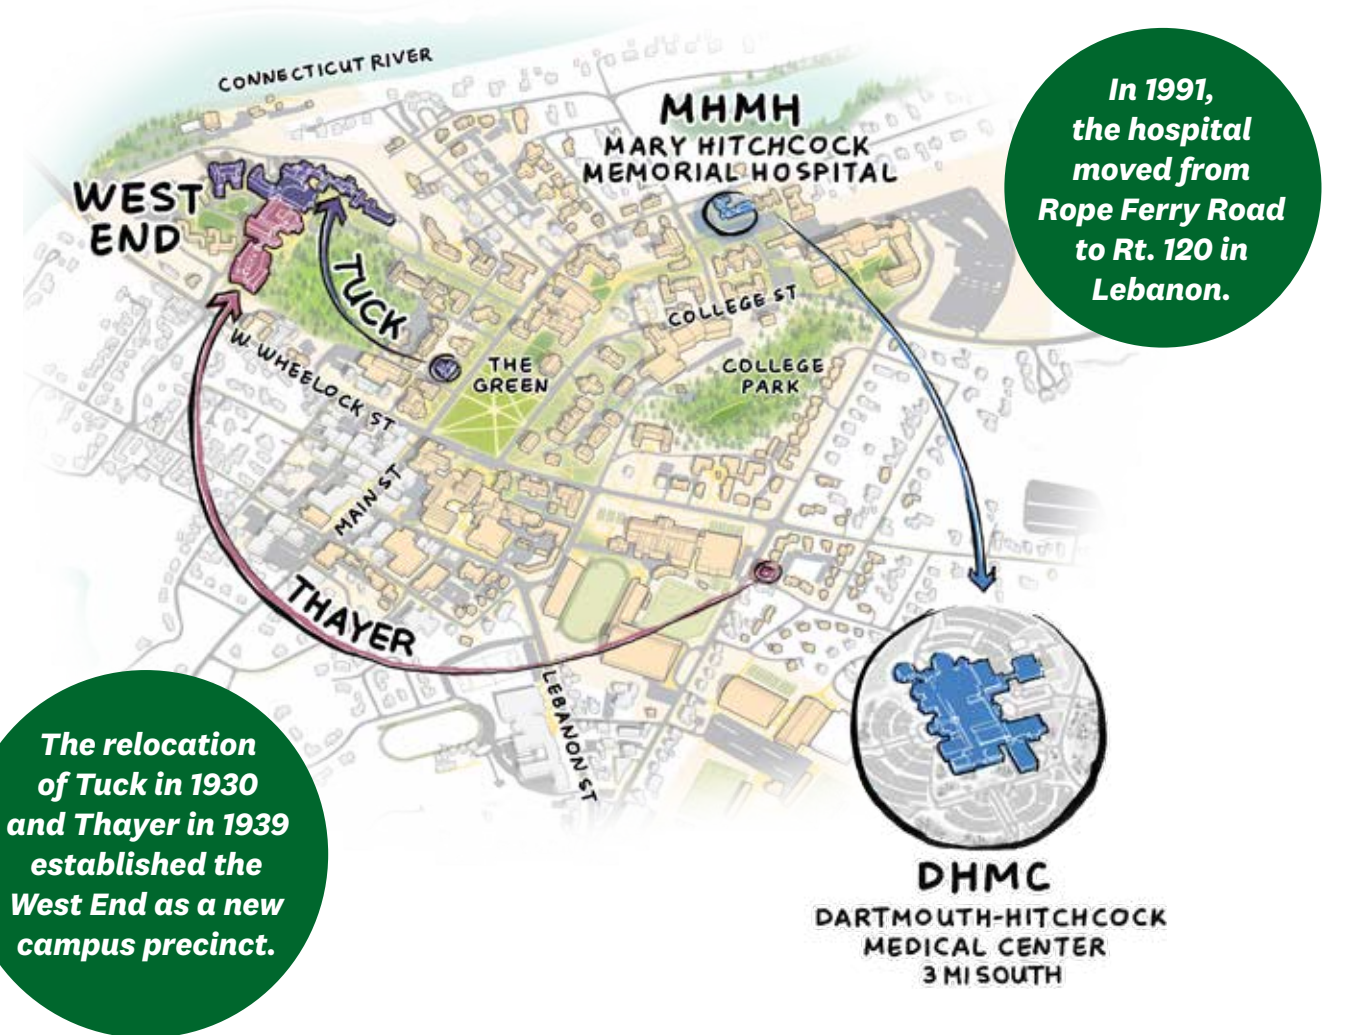 CONNECTICUT RIVER
MHMH
MARY HITCHCOCK
MEMORIAL HOSPITAL
In 1991,
the hospital
moved from
Rope Ferry Road
to Rt. 120 in
Lebanon.
WEST
END
TUCK
COLLEGE ST
W WHEELOCK ST
THE
GREEN
COLLEGE
PARK
MAIN ST
THAYER
LEBANON ST
The relocation
of Tuck in 1930
and Thayer in 1939
established the
West End as a new
campus precinct.
DHMC
DARTMOUTH-HITCHCOCK
MEDICAL CENTER
3 MI SOUTH